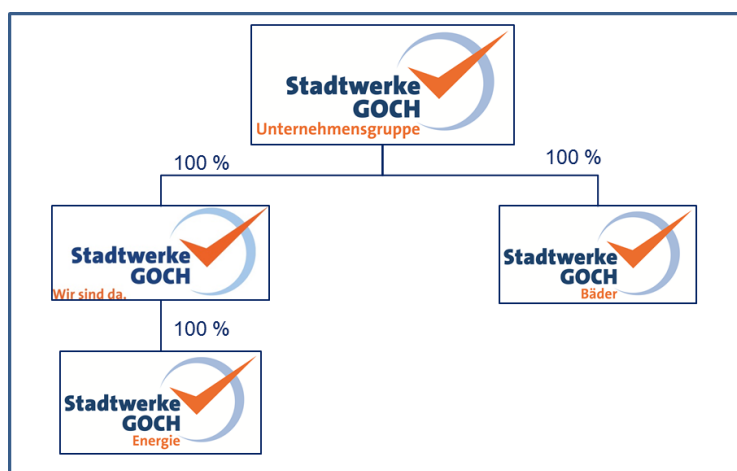 Stadtwerke
GOCH
Unternehmensgruppe
100 %
100 %
Stadtwerke
GOCH
Wir sind da.
Stadtwerke
GOCH
Bäder
100 %
Stadtwerke
GOCH
Energie